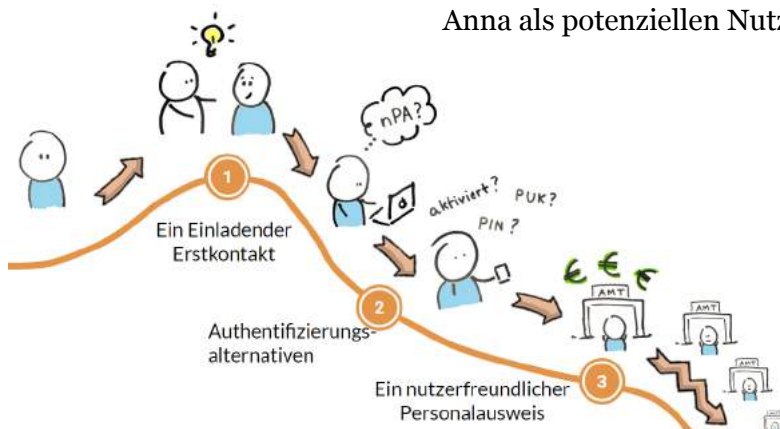 Anna als potenziellen Nutz
nPA?
1
Ein Einladender
Erstkontakt
aktiviert? PUK?
PIN?
€ € €
AMT
AMT
AMT
2
Authentifizierungs-
alternativen
3
Ein nutzerfreundlicher
Personalausweis